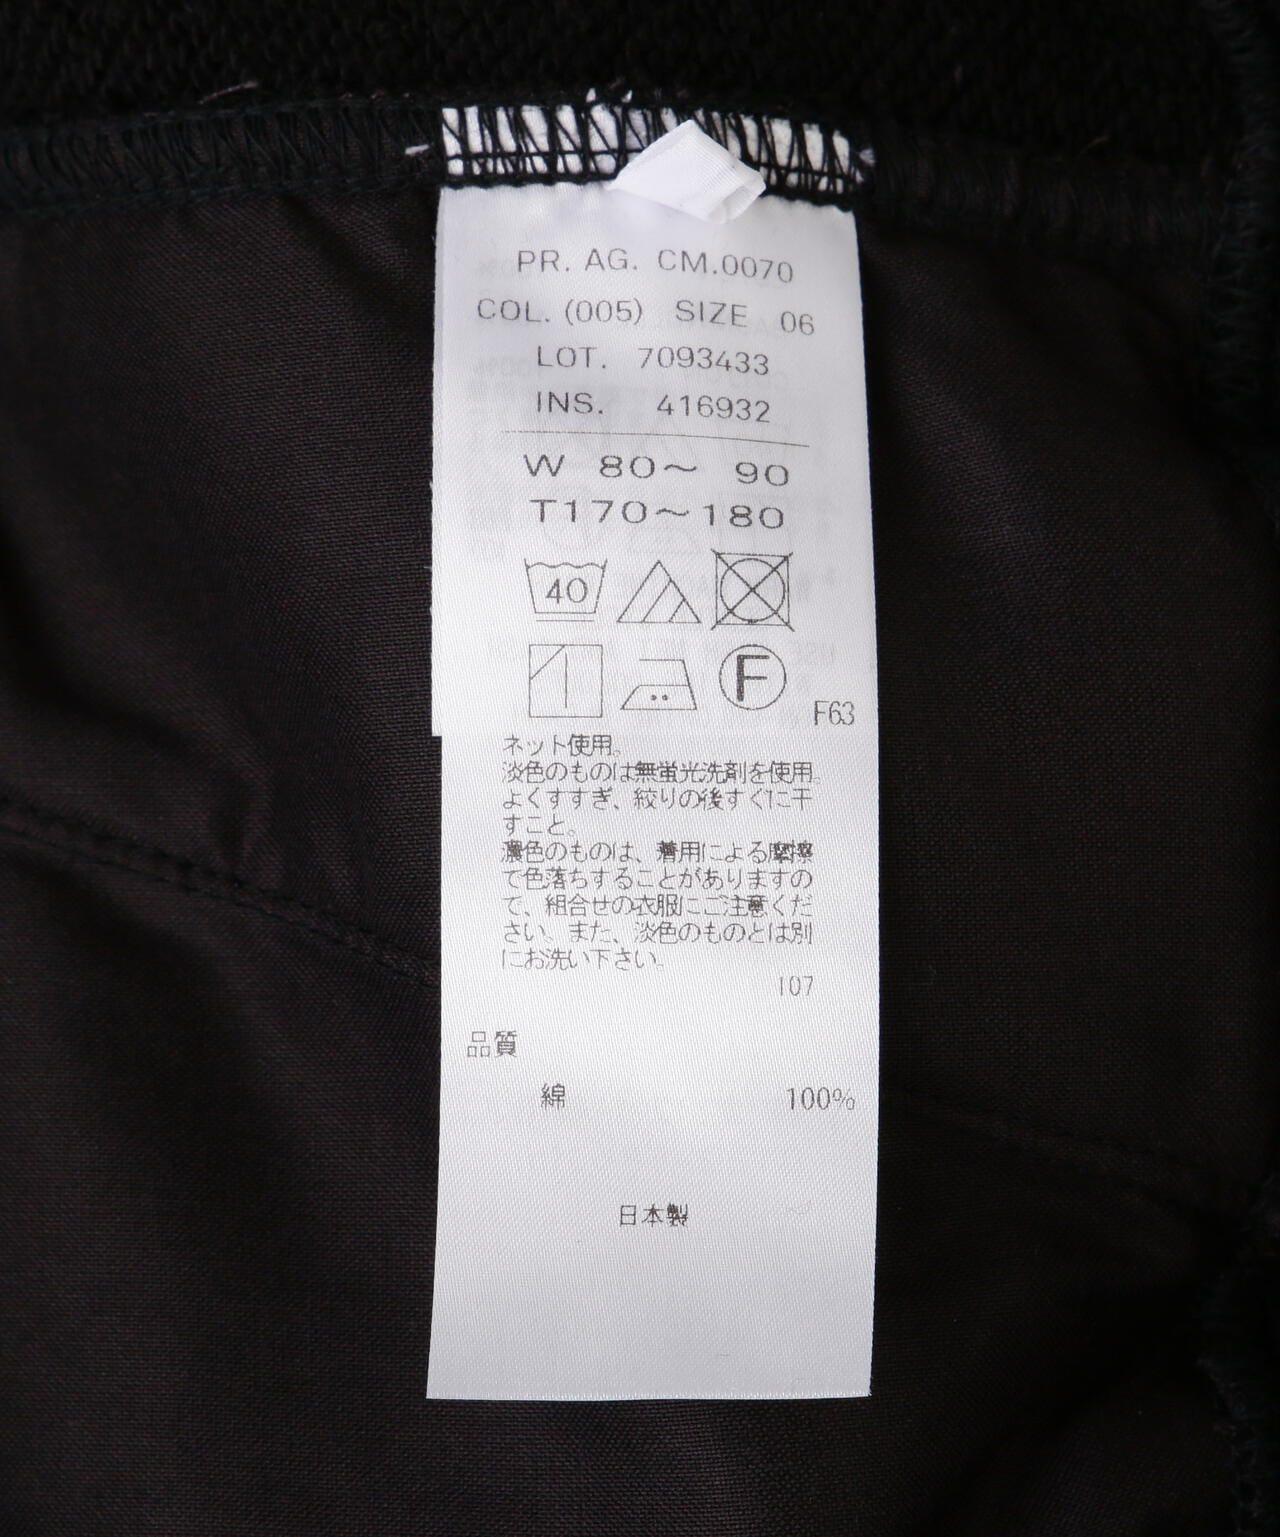 PR. AG. CM.0070
COL. (005) SIZE 06
LOT. 7093433
INS. 416932
W 80～ 90
T170～180
40
F
F63
ネット使用。
淡色のものは無蛍光洗剤を使用。
よくすすぎ、絞りの後すぐに干
すこと。
濃色のものは、着用による摩擦
で色落ちすることがありますの
で、組合せの衣服にご注意くだ
さい。また、淡色のものとは別
にお洗い下さい。
107
品質
綿 100%
日本製